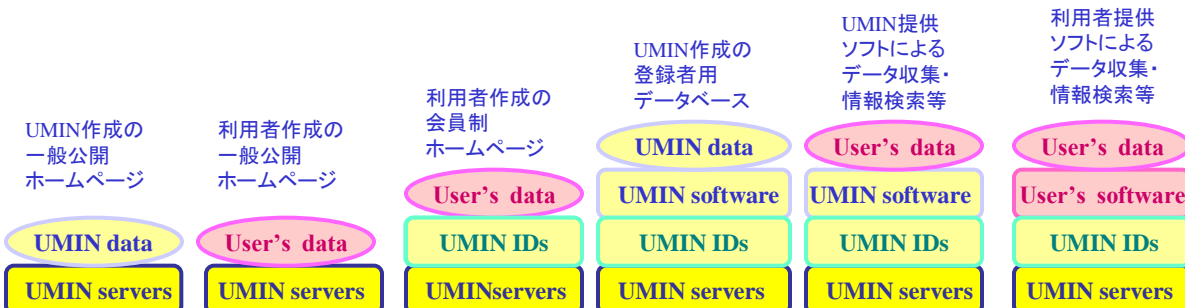 UMIN作成の
一般公開
ホームページ
UMIN data
UMIN servers
利用者作成の
一般公開
ホームページ
User's data
UMIN servers
利用者作成の
会員制
ホームページ
User's data
UMIN IDs
UMINservers
UMIN作成の
登録者用
データベース
UMIN data
UMIN software
UMIN IDs
UMIN servers
UMIN提供
ソフトによる
データ収集・
情報検索等
User's data
UMIN software
UMIN IDs
UMIN servers
利用者提供
ソフトによる
データ収集・
情報検索等
User's data
User's software
UMIN IDs
UMIN servers